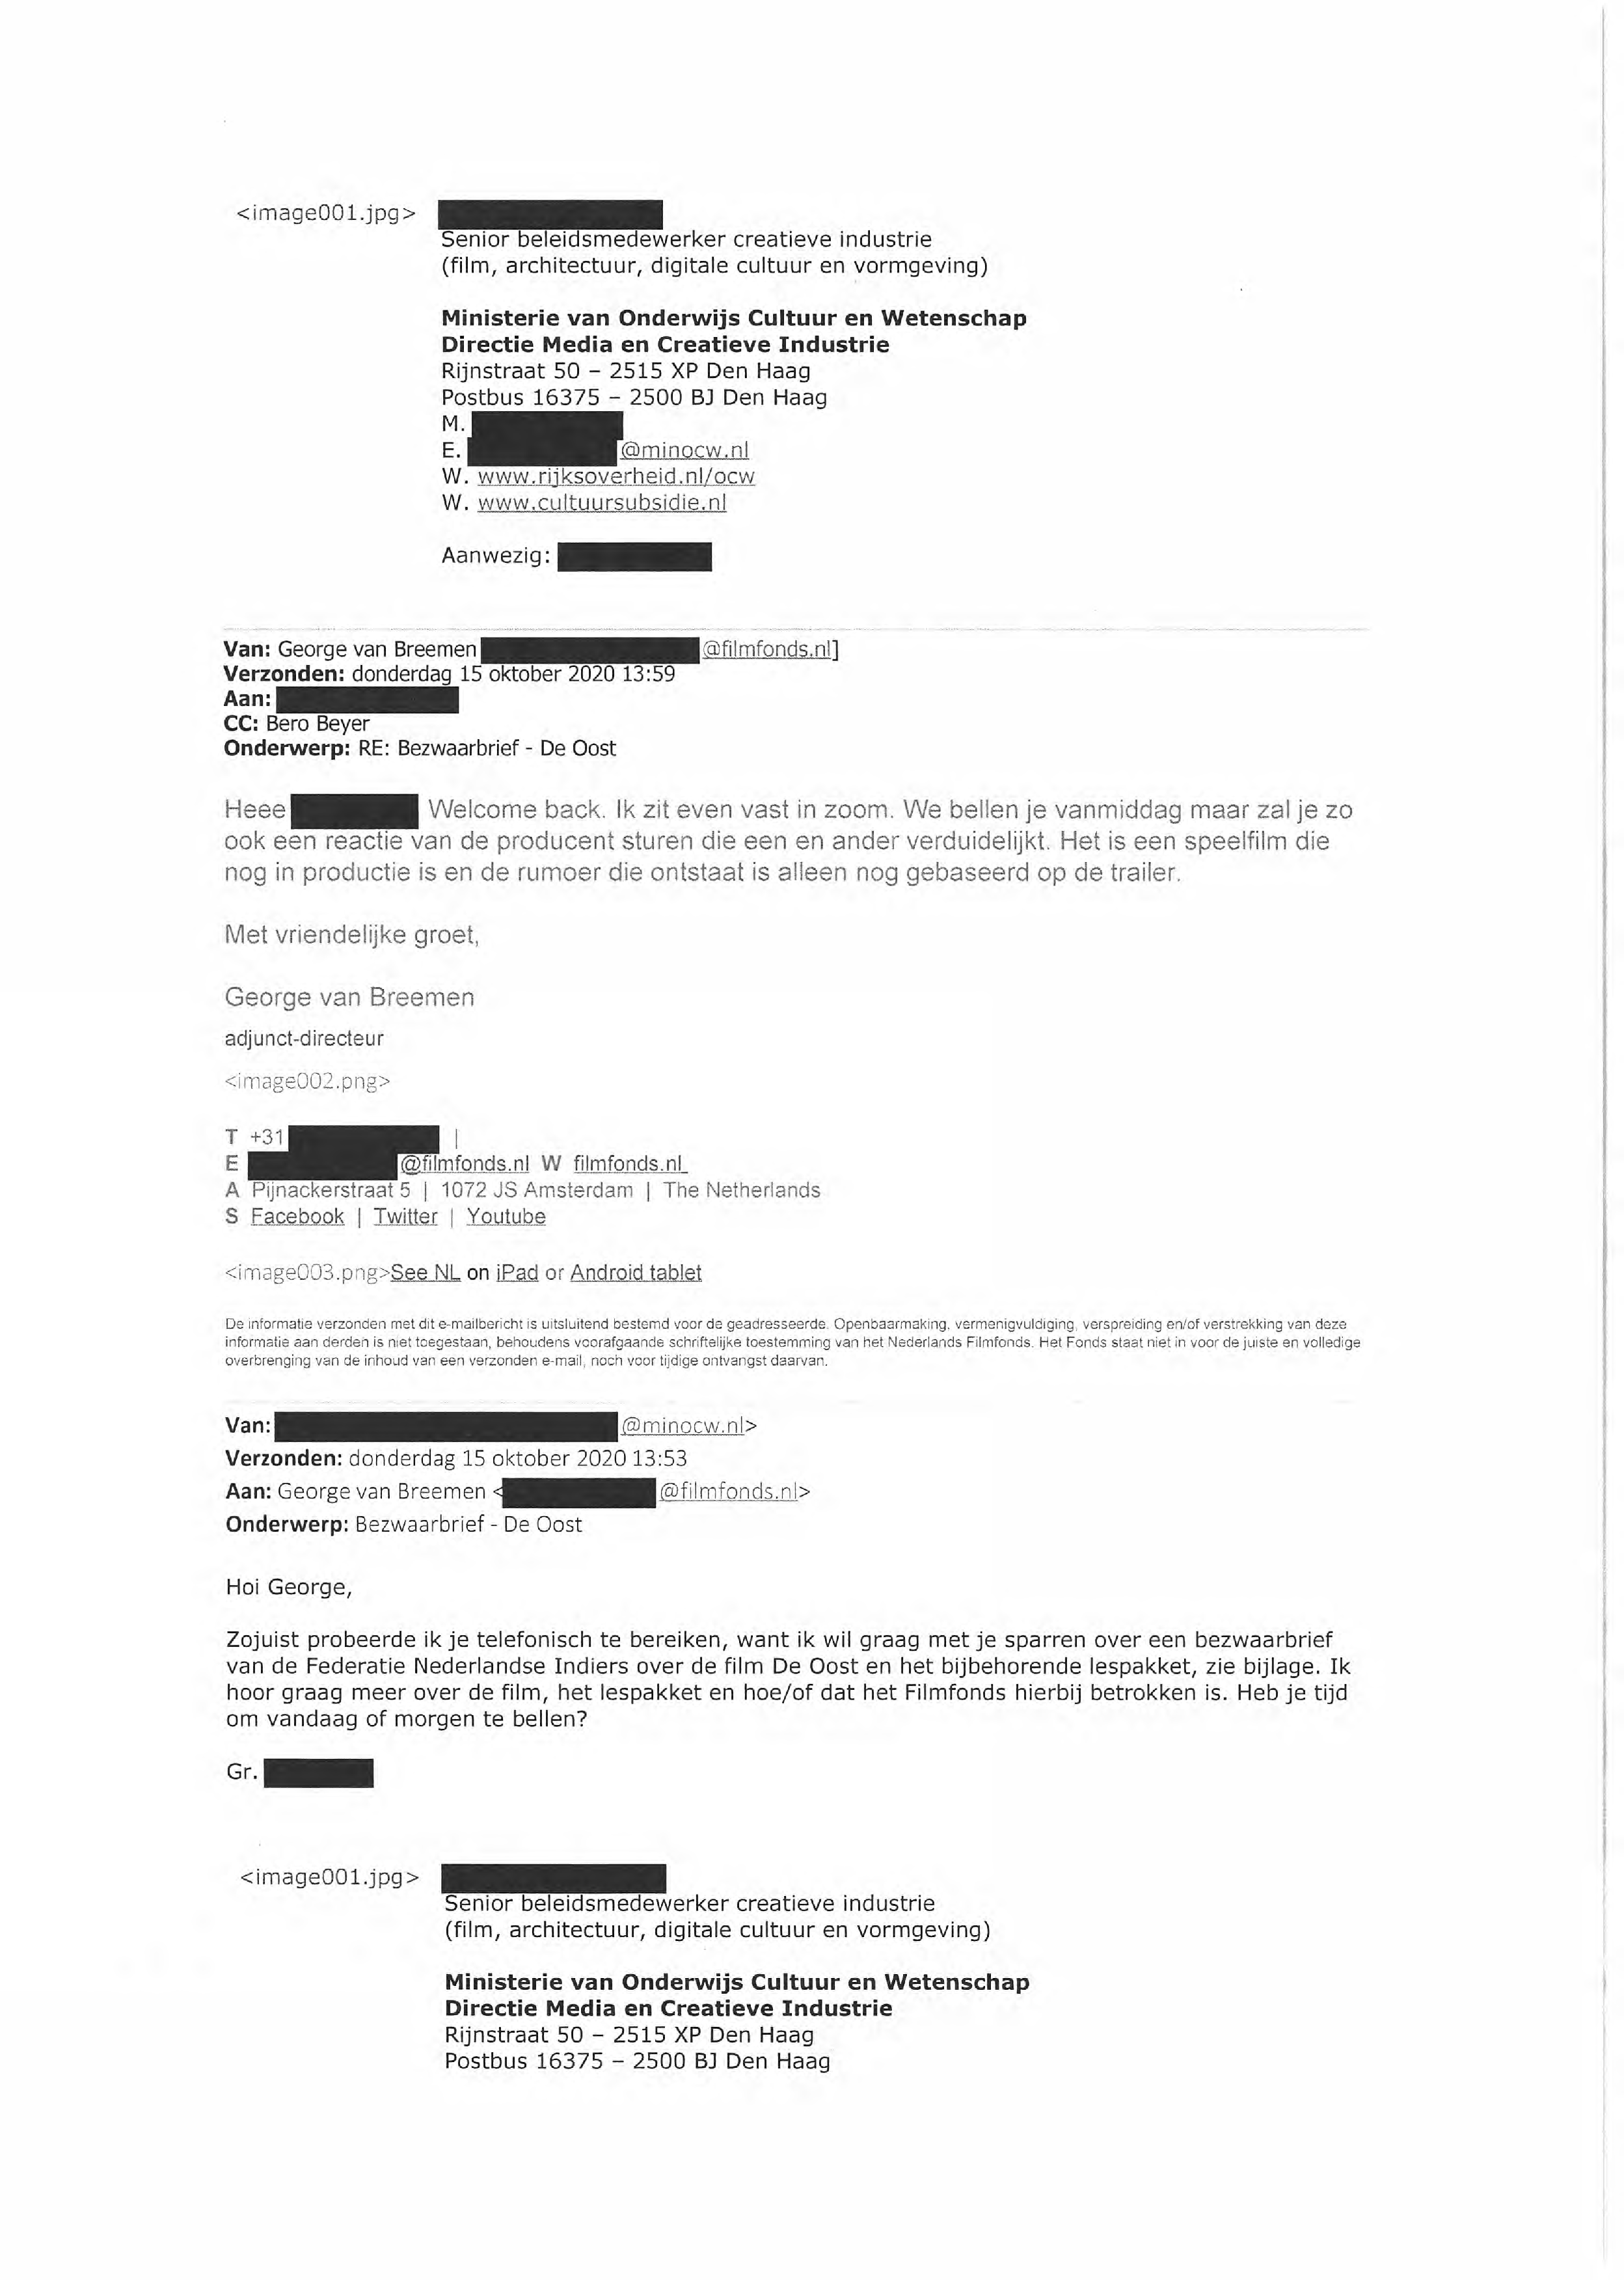 <image001.jpg>
Senior beleidsmedewerker creatieve industrie
(film, architectuur, digitale cultuur en vormgeving)
Ministerie van Onderwijs Cultuur en Wetenschap
Directie Media en Creatieve Industrie
Rijnstraat 50 – 2515 XP Den Haag
Postbus 16375 – 2500 BJ Den Haag
M.
E. @minocw.nl
W. www.rijksoverheid.nl/ocw
W. www.cultuursubsidie.nl
Aanwezig:
Van: George van Breemen @filmfonds.nl]
Verzonden: donderdag 15 oktober 2020 13:59
Aan:
CC: Bero Beyer
Onderwerp: RE: Bezwaarbrief - De Oost
Heee Welcome back. Ik zit even vast in zoom. We bellen je vanmiddag maar zal je zo
ook een reactie van de producent sturen die een en ander verduidelijkt. Het is een speelfilm die
nog in productie is en de rumoer die ontstaat is alleen nog gebaseerd op de trailer.
Met vriendelijke groet,
George van Breemen
adjunct-directeur
<image002.png>
T +31 |
E @filmfonds.nl W filmfonds.nl
A Pijnackerstraat 5 | 1072 JS Amsterdam | The Netherlands
S Facebook | Twitter | Youtube
<image003.png>See NL on iPad or Android tablet
De informatie verzonden met dit e-mailbericht is uitsluitend bestemd voor de geadresseerde. Openbaarmaking, vermenigvuldiging, verspreiding en/of verstrekking van deze
informatie aan derden is niet toegestaan, behoudens voorafgaande schriftelijke toestemming van het Nederlands Filmfonds. Het Fonds staat niet in voor de juiste en volledige
overbrenging van de inhoud van een verzonden e-mail, noch voor tijdige ontvangst daarvan.
Van: @minocw.nl>
Verzonden: donderdag 15 oktober 2020 13:53
Aan: George van Breemen < @filmfonds.nl>
Onderwerp: Bezwaarbrief - De Oost
Hoi George,
Zojuist probeerde ik je telefonisch te bereiken, want ik wil graag met je sparren over een bezwaarbrief
van de Federatie Nederlandse Indiers over de film De Oost en het bijbehorende lespakket, zie bijlage. Ik
hoor graag meer over de film, het lespakket en hoe/of dat het Filmfonds hierbij betrokken is. Heb je tijd
om vandaag of morgen te bellen?
Gr.
<image001.jpg>
Senior beleidsmedewerker creatieve industrie
(film, architectuur, digitale cultuur en vormgeving)
Ministerie van Onderwijs Cultuur en Wetenschap
Directie Media en Creatieve Industrie
Rijnstraat 50 – 2515 XP Den Haag
Postbus 16375 – 2500 BJ Den Haag